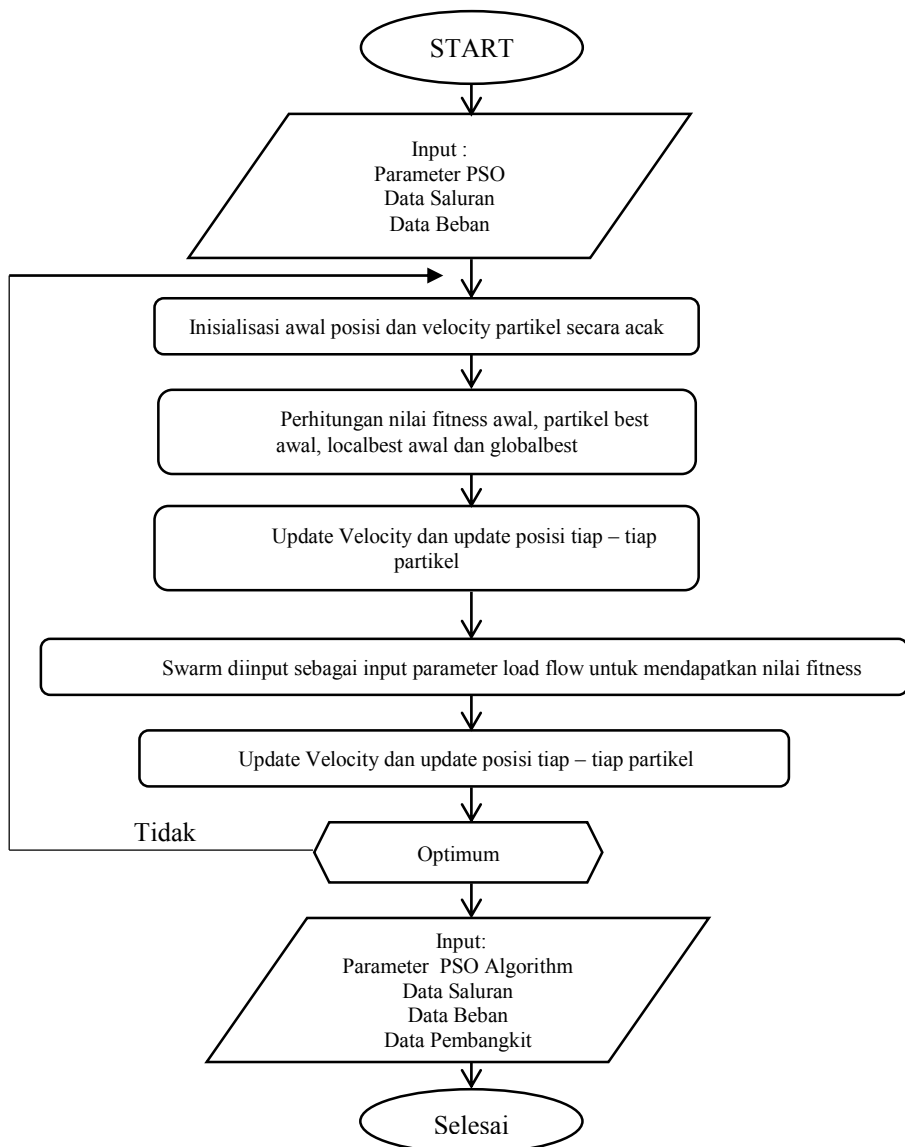 START
Input :
Parameter PSO
Data Saluran
Data Beban
Inisialisasi awal posisi dan velocity partikel secara acak
Perhitungan nilai fitness awal, partikel best
awal, localbest awal dan globalbest
Update Velocity dan update posisi tiap – tiap
partikel
Swarm diinput sebagai input parameter load flow untuk mendapatkan nilai fitness
Update Velocity dan update posisi tiap – tiap partikel
Tidak
Optimum
Input:
Parameter PSO Algorithm
Data Saluran
Data Beban
Data Pembangkit
Selesai